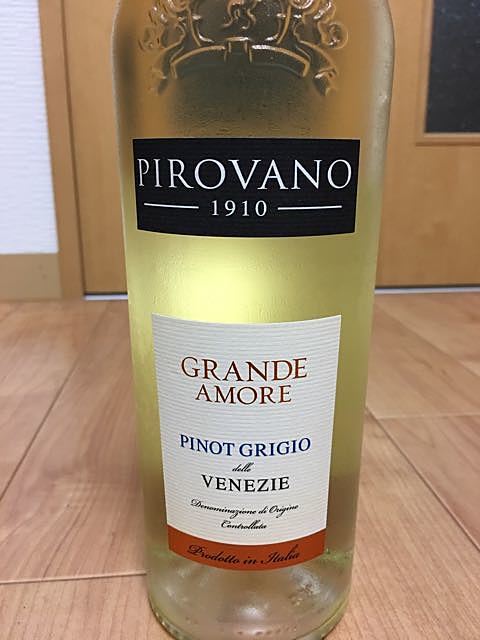 PIROVANO
1910
GRANDE
AMORE
PINOT GRIGIO
delle
VENEZIE
Denominazione di Origine
Controllata
Prodotto in Italia